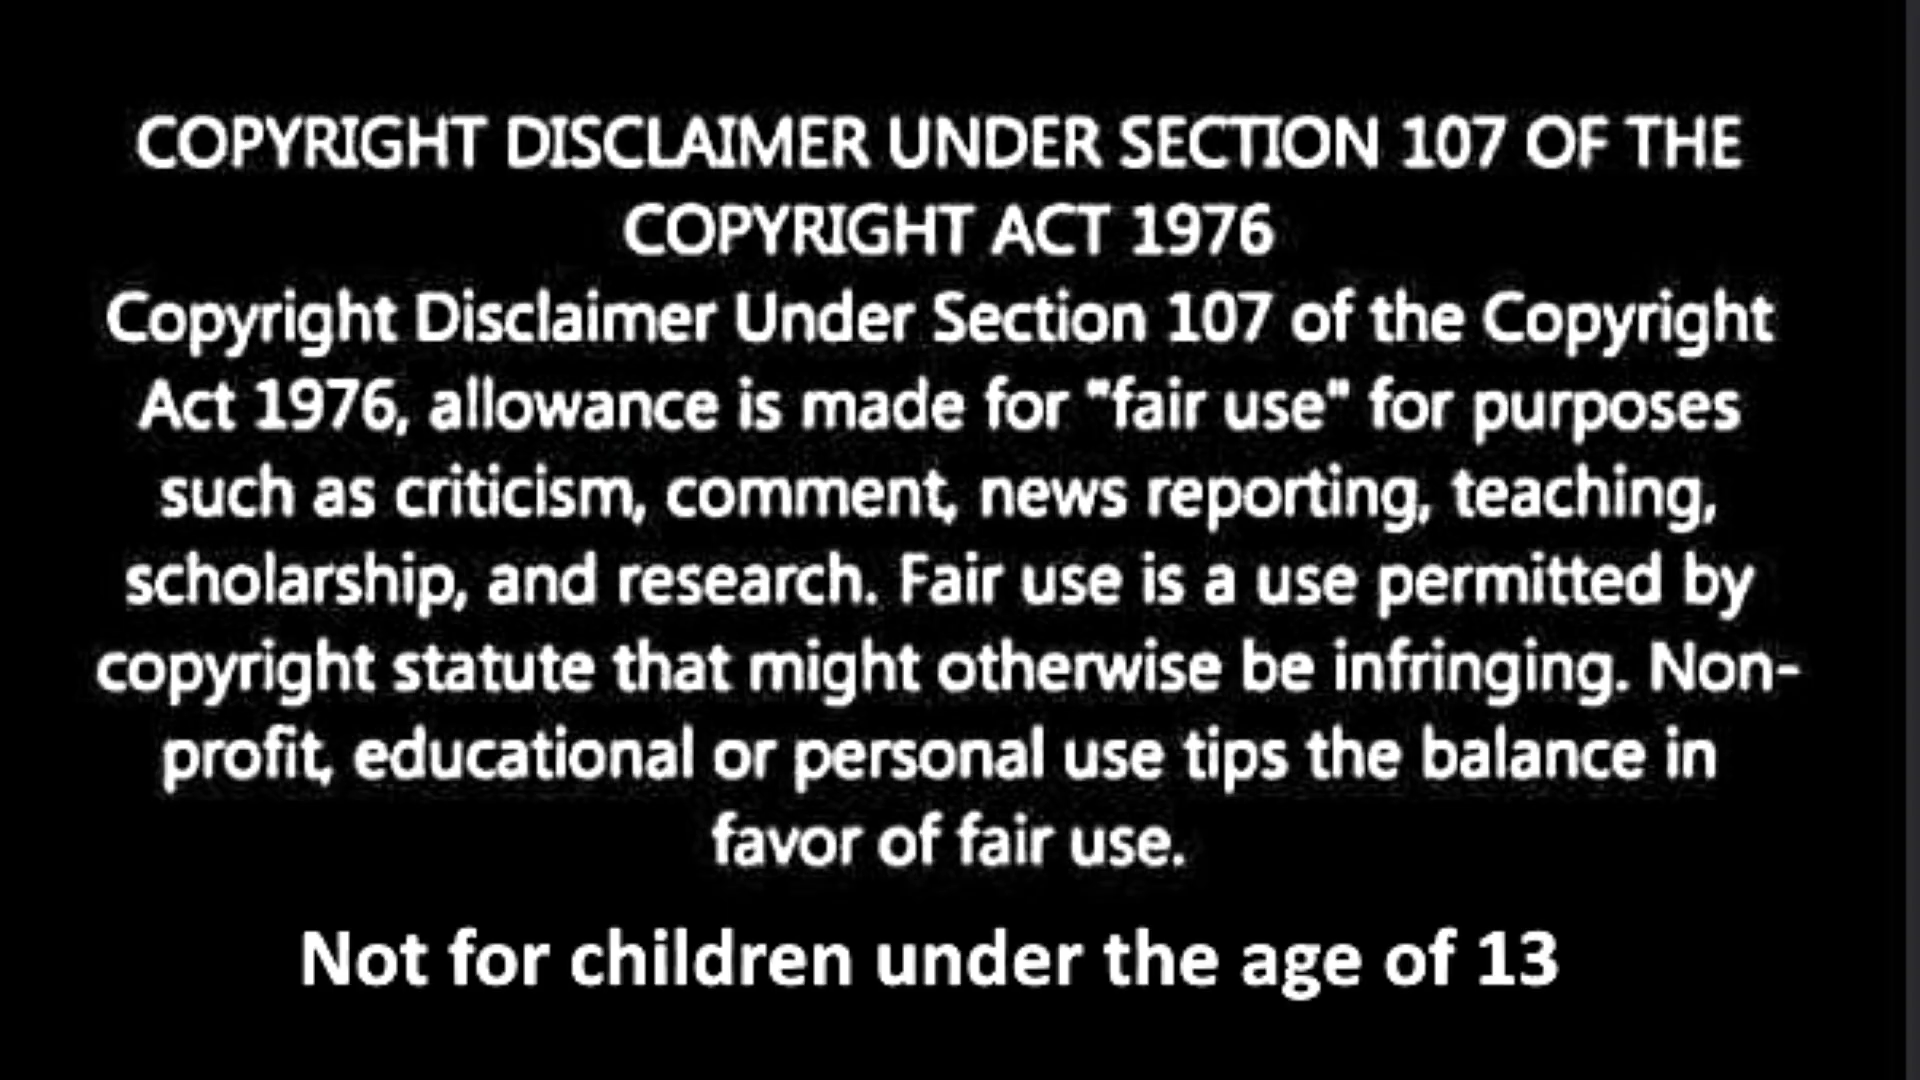 COPYRIGHT DISCLAIMER UNDER SECTION 107 OF THE
COPYRIGHT ACT 1976
Copyright Disclaimer Under Section 107 of the Copyright
Act 1976, allowance is made for "fair use" for purposes
such as criticism, comment, news reporting, teaching,
scholarship, and research. Fair use is a use permitted by
copyright statute that might otherwise be infringing. Non-
profit, educational or personal use tips the balance in
favor of fair use.
Not for children under the age of 13